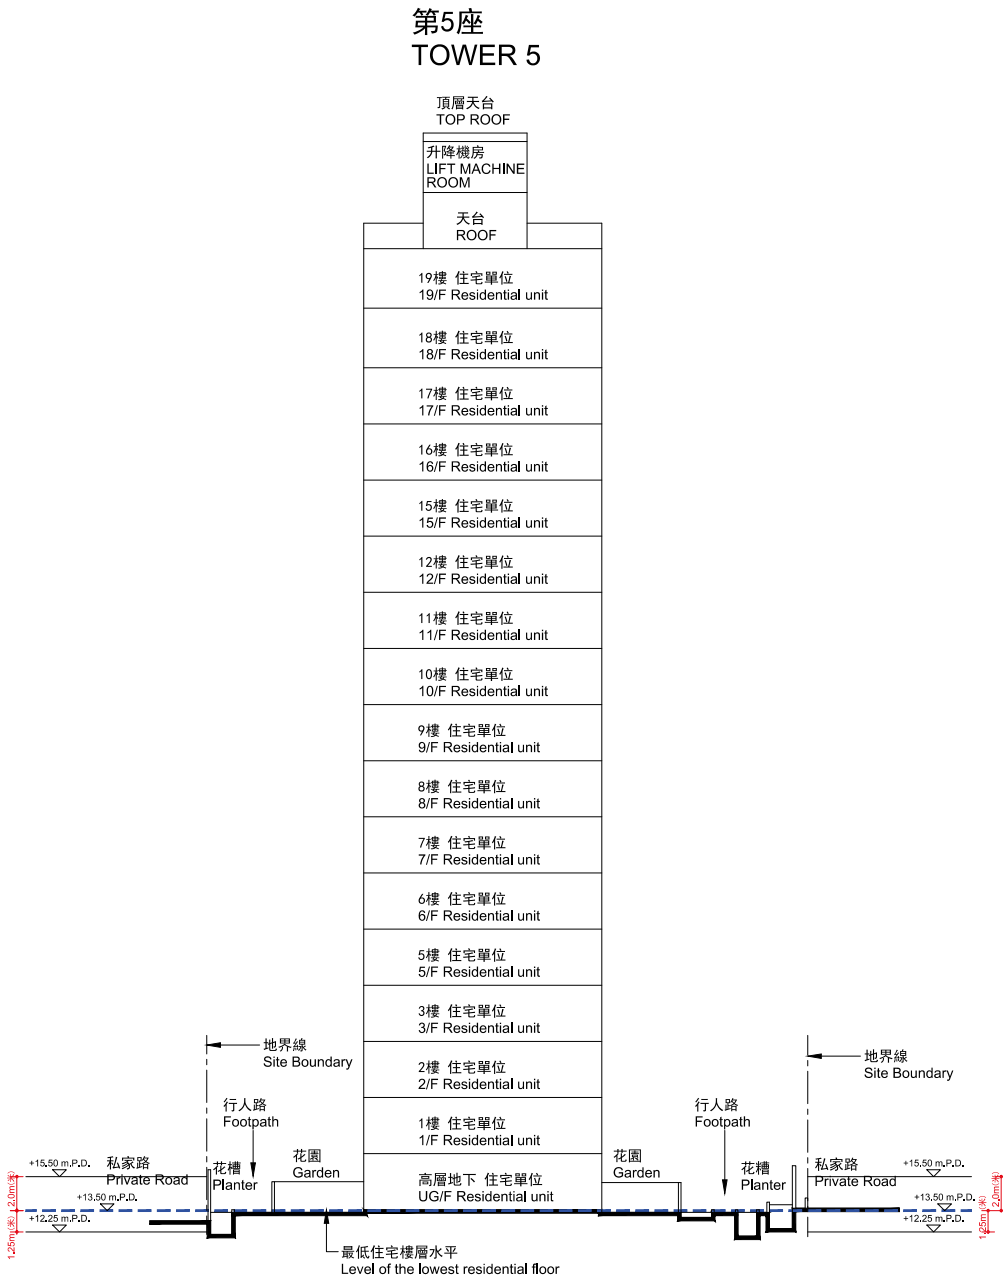 第5座
TOWER 5
頂層天台
TOP ROOF
升降機房
LIFT MACHINE
ROOM
天台
ROOF
19樓 住宅單位
19/F Residential unit
18樓 住宅單位
18/F Residential unit
17樓 住宅單位
17/F Residential unit
16樓 住宅單位
16/F Residential unit
15樓 住宅單位
15/F Residential unit
12樓 住宅單位
12/F Residential unit
11樓 住宅單位
11/F Residential unit
10樓 住宅單位
10/F Residential unit
9樓 住宅單位
9/F Residential unit
8樓 住宅單位
8/F Residential unit
7樓 住宅單位
7/F Residential unit
6樓 住宅單位
6/F Residential unit
5樓 住宅單位
5/F Residential unit
3樓 住宅單位
3/F Residential unit
2樓 住宅單位
2/F Residential unit
1樓 住宅單位
1/F Residential unit
高層地下 住宅單位
UG/F Residential unit
地界線
Site Boundary
行人路
Footpath
花園
Garden
花槽
Planter
私家路
Private Road
+15.50 m.P.D.
+13.50 m.P.D.
+12.25 m.P.D.
2.0m(米)
1.25m(米)
地界線
Site Boundary
行人路
Footpath
花園
Garden
花糟
Planter
私家路
Private Road
+15.50 m.P.D.
+13.50 m.P.D.
+12.25 m.P.D.
2.0m(米)
1.25m(米)
最低住宅樓層水平
Level of the lowest residential floor